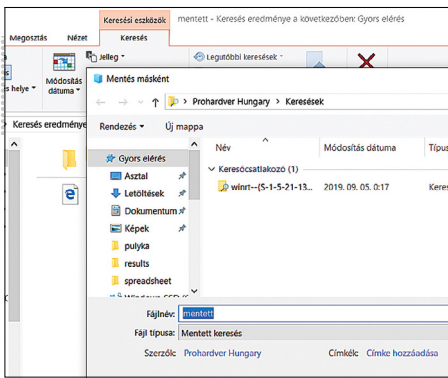 Keresési eszközök
mentett - Keresés eredménye a következőben: Gyors elérés
Megosztás Nézet Keresés
Módosítás dátuma
Jelleg
Legutóbbi keresések
s helye
Mentés másként
Prohardver Hungary > Keresések
Keresés eredménye
Rendezés Új mappa
Név Módosítás dátuma Típus
Gyors elérés
Keresőcsatlakozó (1)
Asztal
winrt--{S-1-5-21-13... 2019. 09. 05. 0:17 Keres
Letöltések
Dokumentum
Képek
pulyka
results
spreadsheet
Fájlnév: mentett
Fájl típusa: Mentett keresés
Szerzők: Prohardver Hungary Címkék: Címke hozzáadása